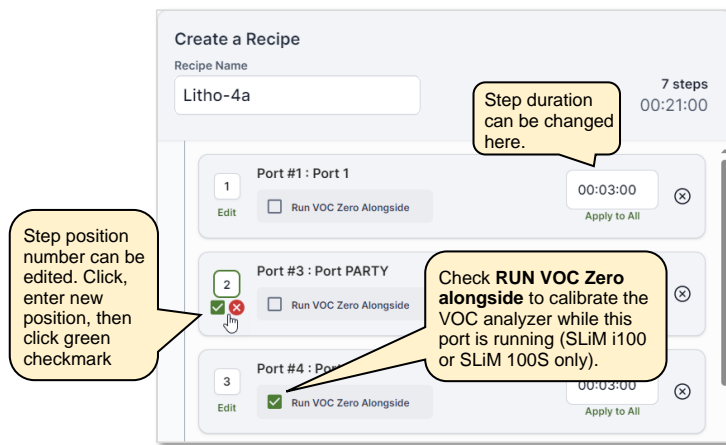 Create a Recipe
Recipe Name
Litho-4a
7 steps
00:21:00
Step duration
can be changed
here.
Port #1 : Port 1
1
Edit
Run VOC Zero Alongside
00:03:00
Apply to All
Step position
number can be
edited. Click,
enter new
position, then
click green
checkmark
Port #3 : Port PARTY
2
Run VOC Zero Alongside
Check RUN VOC Zero
alongside to calibrate the
VOC analyzer while this
port is running (SLiM i100
or SLiM 100S only).
Port #4 : Port
3
Edit
Run VOC Zero Alongside
00:03:00
Apply to All